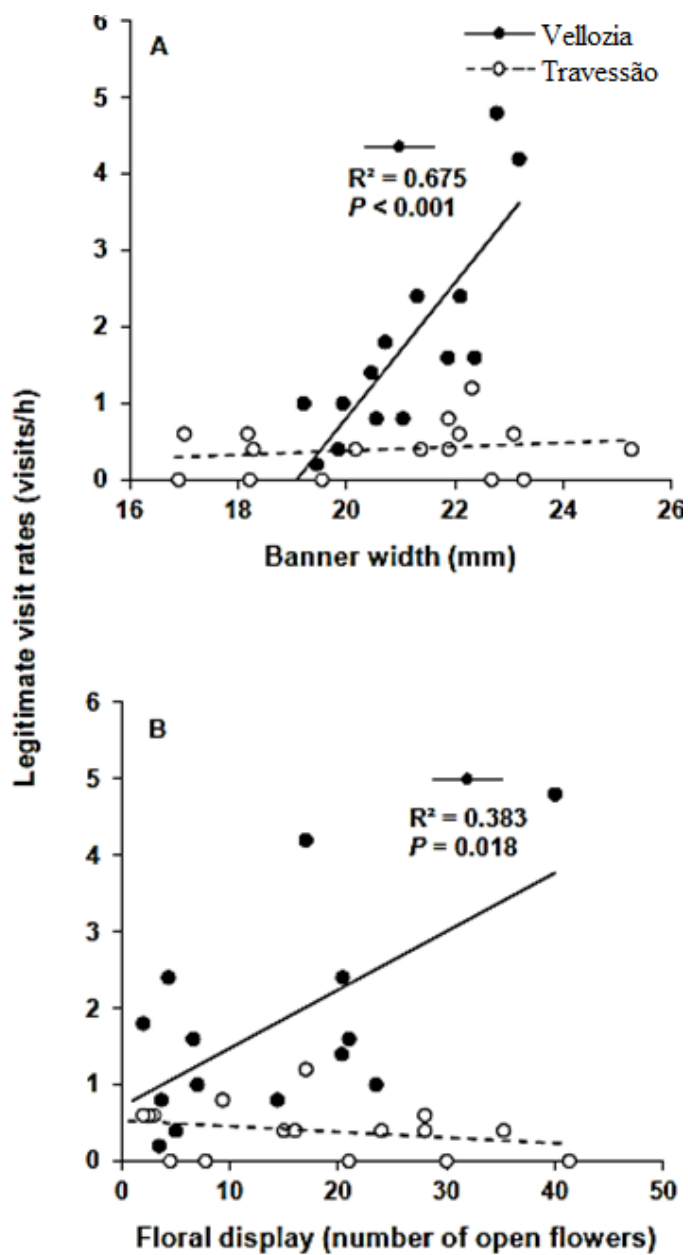 A
Vellozia
Travessão
R² = 0.675
P < 0.001
6
5
4
3
2
1
0
16 18 20 22 24 26
Banner width (mm)
Legitimate visit rates (visits/h)
B
R² = 0.383
P = 0.018
6
5
4
3
2
1
0
0 10 20 30 40 50
Floral display (number of open flowers)